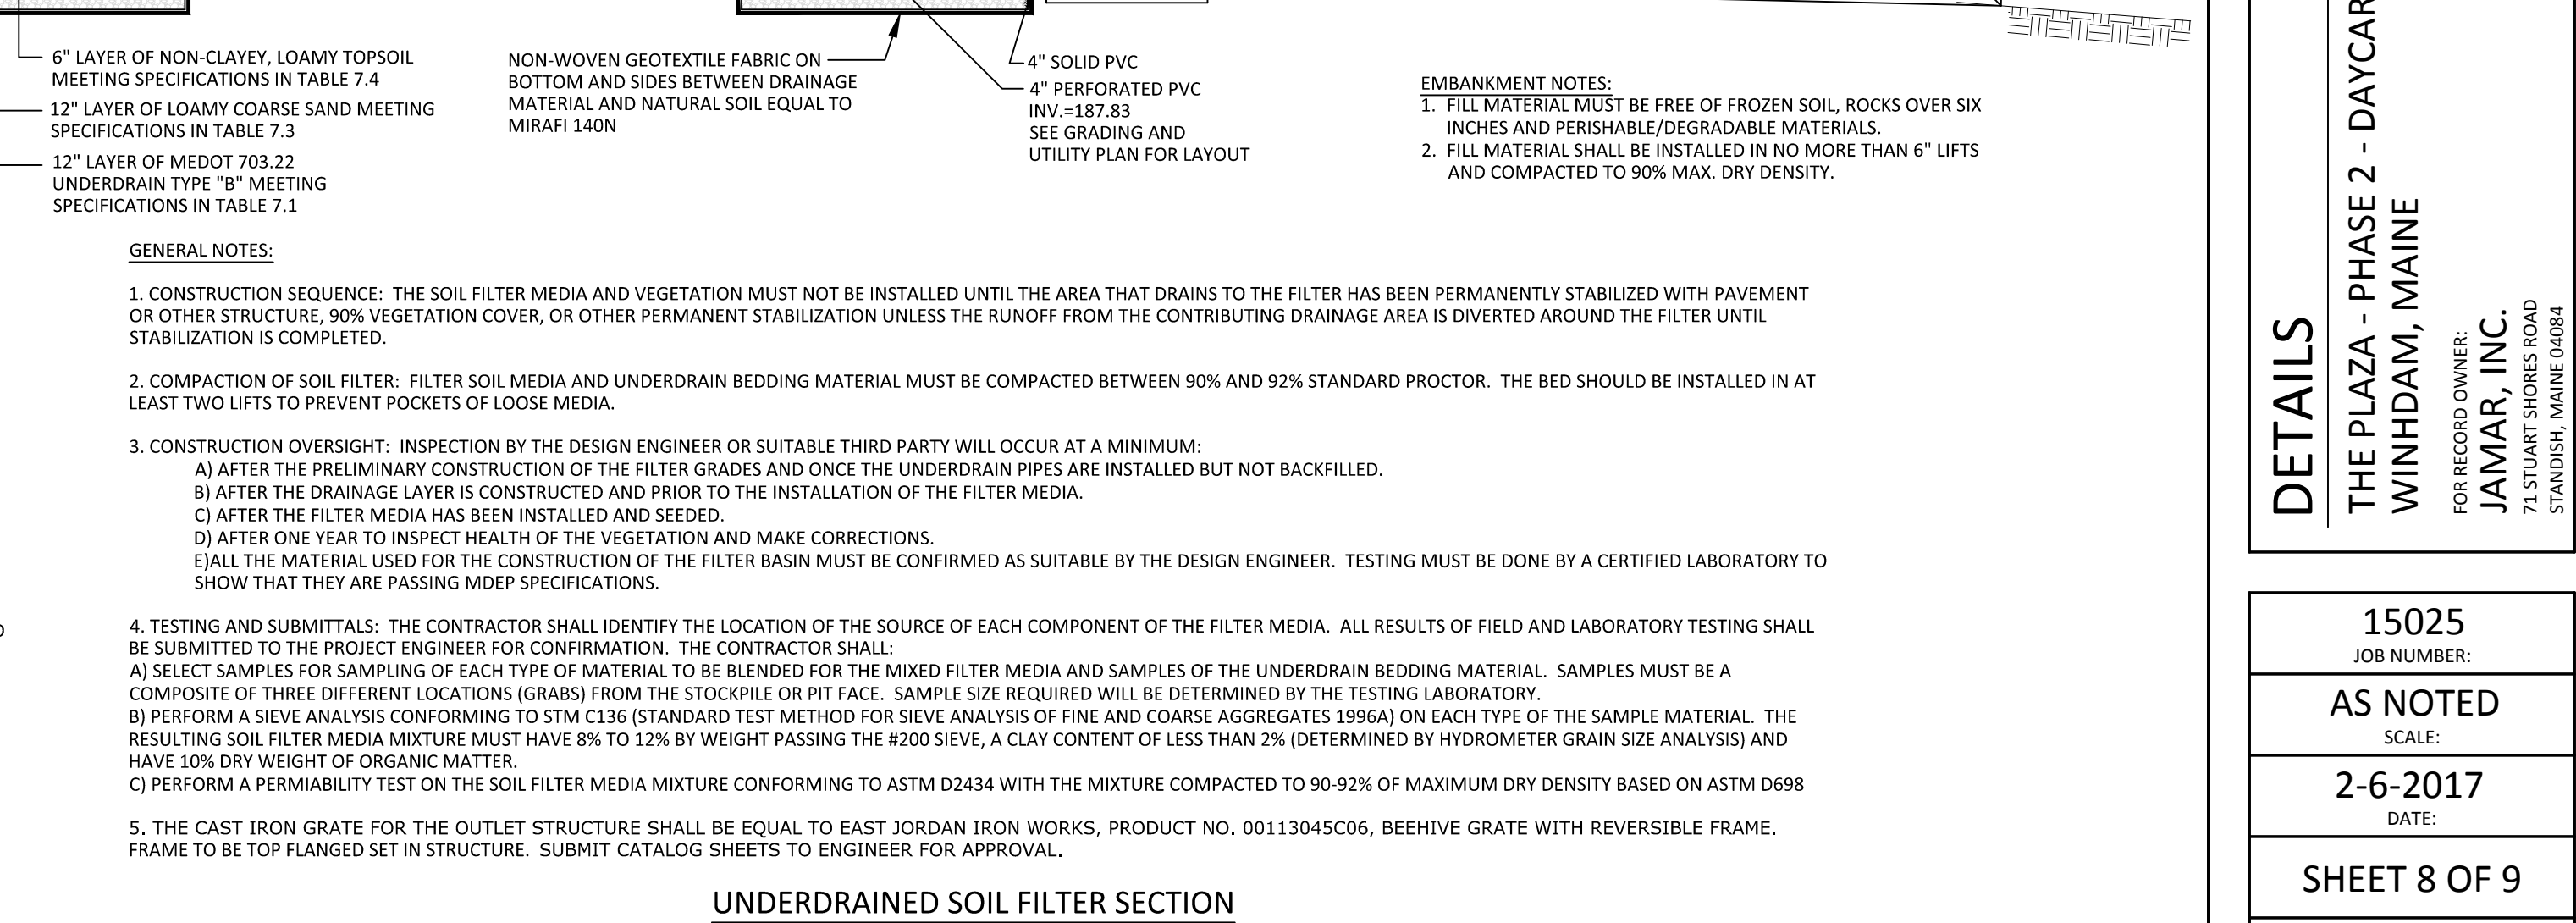 6" LAYER OF NON-CLAYEY, LOAMY TOPSOIL
MEETING SPECIFICATIONS IN TABLE 7.4
12" LAYER OF LOAMY COARSE SAND MEETING
SPECIFICATIONS IN TABLE 7.3
12" LAYER OF MEDOT 703.22
UNDERDRAIN TYPE "B" MEETING
SPECIFICATIONS IN TABLE 7.1
NON-WOVEN GEOTEXTILE FABRIC ON
BOTTOM AND SIDES BETWEEN DRAINAGE
MATERIAL AND NATURAL SOIL EQUAL TO
MIRAFI 140N
4" SOLID PVC
4" PERFORATED PVC
INV.=187.83
SEE GRADING AND
UTILITY PLAN FOR LAYOUT
EMBANKMENT NOTES:
1. FILL MATERIAL MUST BE FREE OF FROZEN SOIL, ROCKS OVER SIX
INCHES AND PERISHABLE/DEGRADABLE MATERIALS.
2. FILL MATERIAL SHALL BE INSTALLED IN NO MORE THAN 6" LIFTS
AND COMPACTED TO 90% MAX. DRY DENSITY.
GENERAL NOTES:
1. CONSTRUCTION SEQUENCE: THE SOIL FILTER MEDIA AND VEGETATION MUST NOT BE INSTALLED UNTIL THE AREA THAT DRAINS TO THE FILTER HAS BEEN PERMANENTLY STABILIZED WITH PAVEMENT
OR OTHER STRUCTURE, 90% VEGETATION COVER, OR OTHER PERMANENT STABILIZATION UNLESS THE RUNOFF FROM THE CONTRIBUTING DRAINAGE AREA IS DIVERTED AROUND THE FILTER UNTIL
STABILIZATION IS COMPLETED.
2. COMPACTION OF SOIL FILTER: FILTER SOIL MEDIA AND UNDERDRAIN BEDDING MATERIAL MUST BE COMPACTED BETWEEN 90% AND 92% STANDARD PROCTOR. THE BED SHOULD BE INSTALLED IN AT
LEAST TWO LIFTS TO PREVENT POCKETS OF LOOSE MEDIA.
3. CONSTRUCTION OVERSIGHT: INSPECTION BY THE DESIGN ENGINEER OR SUITABLE THIRD PARTY WILL OCCUR AT A MINIMUM:
A) AFTER THE PRELIMINARY CONSTRUCTION OF THE FILTER GRADES AND ONCE THE UNDERDRAIN PIPES ARE INSTALLED BUT NOT BACKFILLED.
B) AFTER THE DRAINAGE LAYER IS CONSTRUCTED AND PRIOR TO THE INSTALLATION OF THE FILTER MEDIA.
C) AFTER THE FILTER MEDIA HAS BEEN INSTALLED AND SEEDED.
D) AFTER ONE YEAR TO INSPECT HEALTH OF THE VEGETATION AND MAKE CORRECTIONS.
E)ALL THE MATERIAL USED FOR THE CONSTRUCTION OF THE FILTER BASIN MUST BE CONFIRMED AS SUITABLE BY THE DESIGN ENGINEER. TESTING MUST BE DONE BY A CERTIFIED LABORATORY TO
SHOW THAT THEY ARE PASSING MDEP SPECIFICATIONS.
4. TESTING AND SUBMITTALS: THE CONTRACTOR SHALL IDENTIFY THE LOCATION OF THE SOURCE OF EACH COMPONENT OF THE FILTER MEDIA. ALL RESULTS OF FIELD AND LABORATORY TESTING SHALL
BE SUBMITTED TO THE PROJECT ENGINEER FOR CONFIRMATION. THE CONTRACTOR SHALL:
A) SELECT SAMPLES FOR SAMPLING OF EACH TYPE OF MATERIAL TO BE BLENDED FOR THE MIXED FILTER MEDIA AND SAMPLES OF THE UNDERDRAIN BEDDING MATERIAL. SAMPLES MUST BE A
COMPOSITE OF THREE DIFFERENT LOCATIONS (GRABS) FROM THE STOCKPILE OR PIT FACE. SAMPLE SIZE REQUIRED WILL BE DETERMINED BY THE TESTING LABORATORY.
B) PERFORM A SIEVE ANALYSIS CONFORMING TO STM C136 (STANDARD TEST METHOD FOR SIEVE ANALYSIS OF FINE AND COARSE AGGREGATES 1996A) ON EACH TYPE OF THE SAMPLE MATERIAL. THE
RESULTING SOIL FILTER MEDIA MIXTURE MUST HAVE 8% TO 12% BY WEIGHT PASSING THE #200 SIEVE, A CLAY CONTENT OF LESS THAN 2% (DETERMINED BY HYDROMETER GRAIN SIZE ANALYSIS) AND
HAVE 10% DRY WEIGHT OF ORGANIC MATTER.
C) PERFORM A PERMIABILITY TEST ON THE SOIL FILTER MEDIA MIXTURE CONFORMING TO ASTM D2434 WITH THE MIXTURE COMPACTED TO 90-92% OF MAXIMUM DRY DENSITY BASED ON ASTM D698
5. THE CAST IRON GRATE FOR THE OUTLET STRUCTURE SHALL BE EQUAL TO EAST JORDAN IRON WORKS, PRODUCT NO. 00113045C06, BEEHIVE GRATE WITH REVERSIBLE FRAME.
FRAME TO BE TOP FLANGED SET IN STRUCTURE. SUBMIT CATALOG SHEETS TO ENGINEER FOR APPROVAL.
UNDERDRAINED SOIL FILTER SECTION
DETAILS
THE PLAZA - PHASE 2 - DAYCAR
WINHDAM, MAINE
FOR RECORD OWNER:
JAMAR, INC.
71 STUART SHORES ROAD
STANDISH, MAINE 04084
15025
JOB NUMBER:
AS NOTED
SCALE:
2-6-2017
DATE:
SHEET 8 OF 9